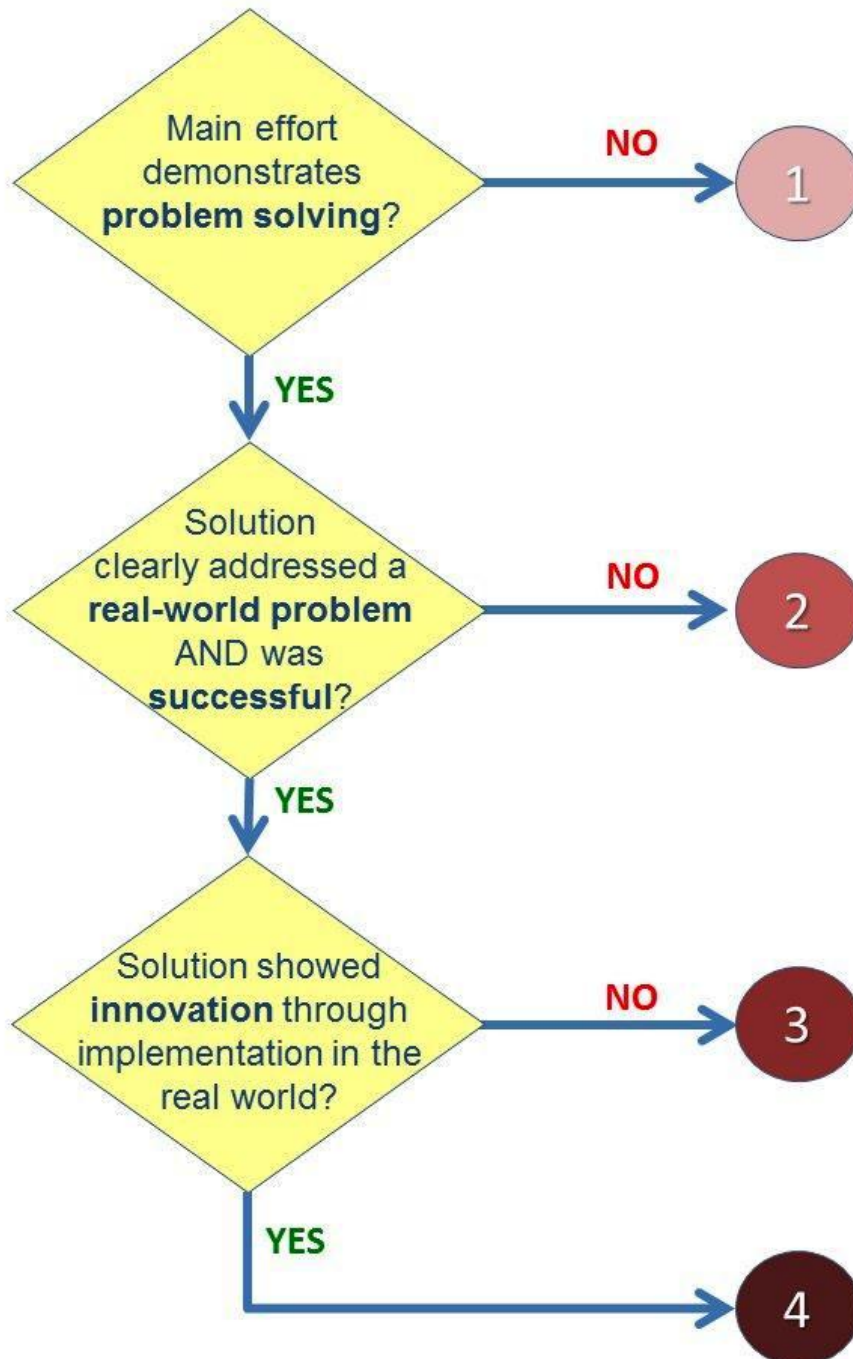 Main effort
demonstrates
problem solving?
NO
1
YES
Solution
clearly addressed a
real-world problem
AND was
successful?
NO
2
YES
Solution showed
innovation through
implementation in the
real world?
NO
3
YES
4